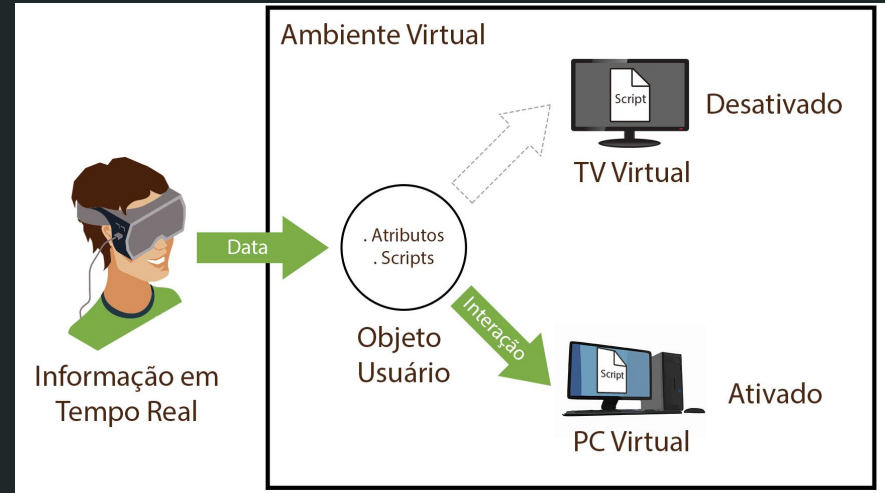 Ambiente Virtual
Script
Desativado
TV Virtual
Data
. Atributos
. Scripts
Objeto
Usuário
Interação
Script
Ativado
PC Virtual
Informação em
Tempo Real